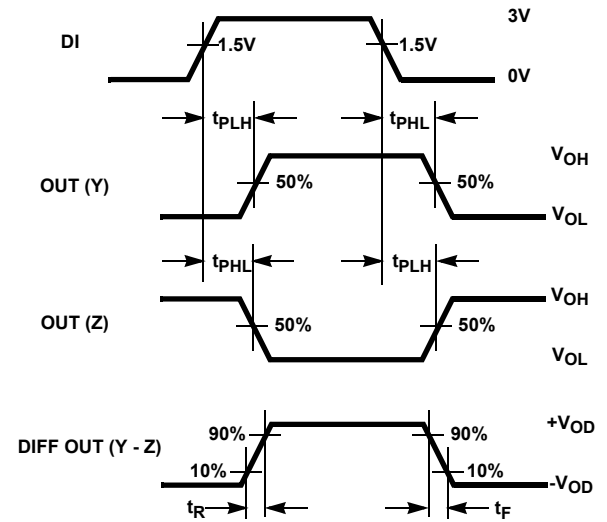 3V
DI
1.5V
1.5V
0V
tPLH
tPHL
VOH
OUT (Y)
50%
50%
VOL
tPHL
tPLH
VOH
OUT (Z)
50%
50%
VOL
+VOD
DIFF OUT (Y - Z)
90%
90%
10%
10%
-VOD
tR
tF